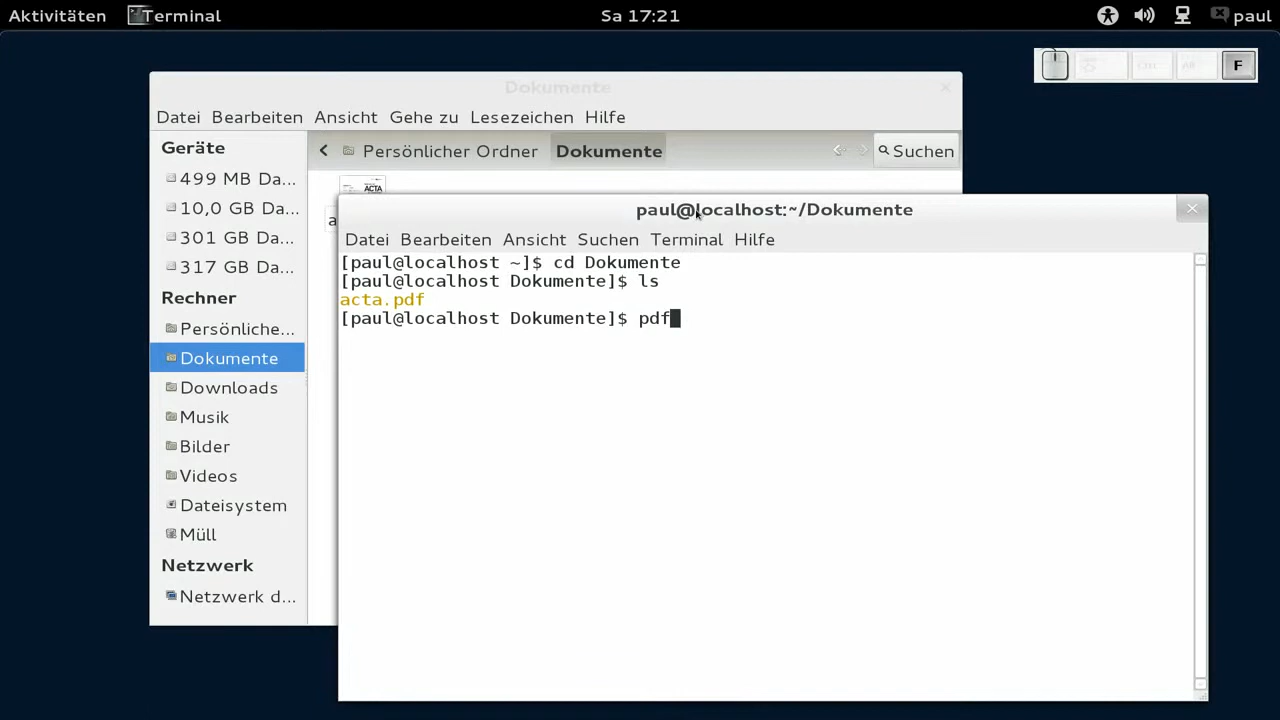 Aktivitäten Terminal Sa 17:21 paul
F
Dokumente
Datei Bearbeiten Ansicht Gehe zu Lesezeichen Hilfe
Geräte
Persönlicher Ordner Dokumente Suchen
499 MB Da...
ACTA
10,0 GB Da...
a
301 GB Da...
317 GB Da...
Rechner
Persönliche...
Dokumente
Downloads
Musik
Bilder
Videos
Dateisystem
Müll
Netzwerk
Netzwerk d...
paul@localhost:~/Dokumente
Datei Bearbeiten Ansicht Suchen Terminal Hilfe
[paul@localhost ~]$ cd Dokumente
[paul@localhost Dokumente]$ ls
acta.pdf
[paul@localhost Dokumente]$ pdf